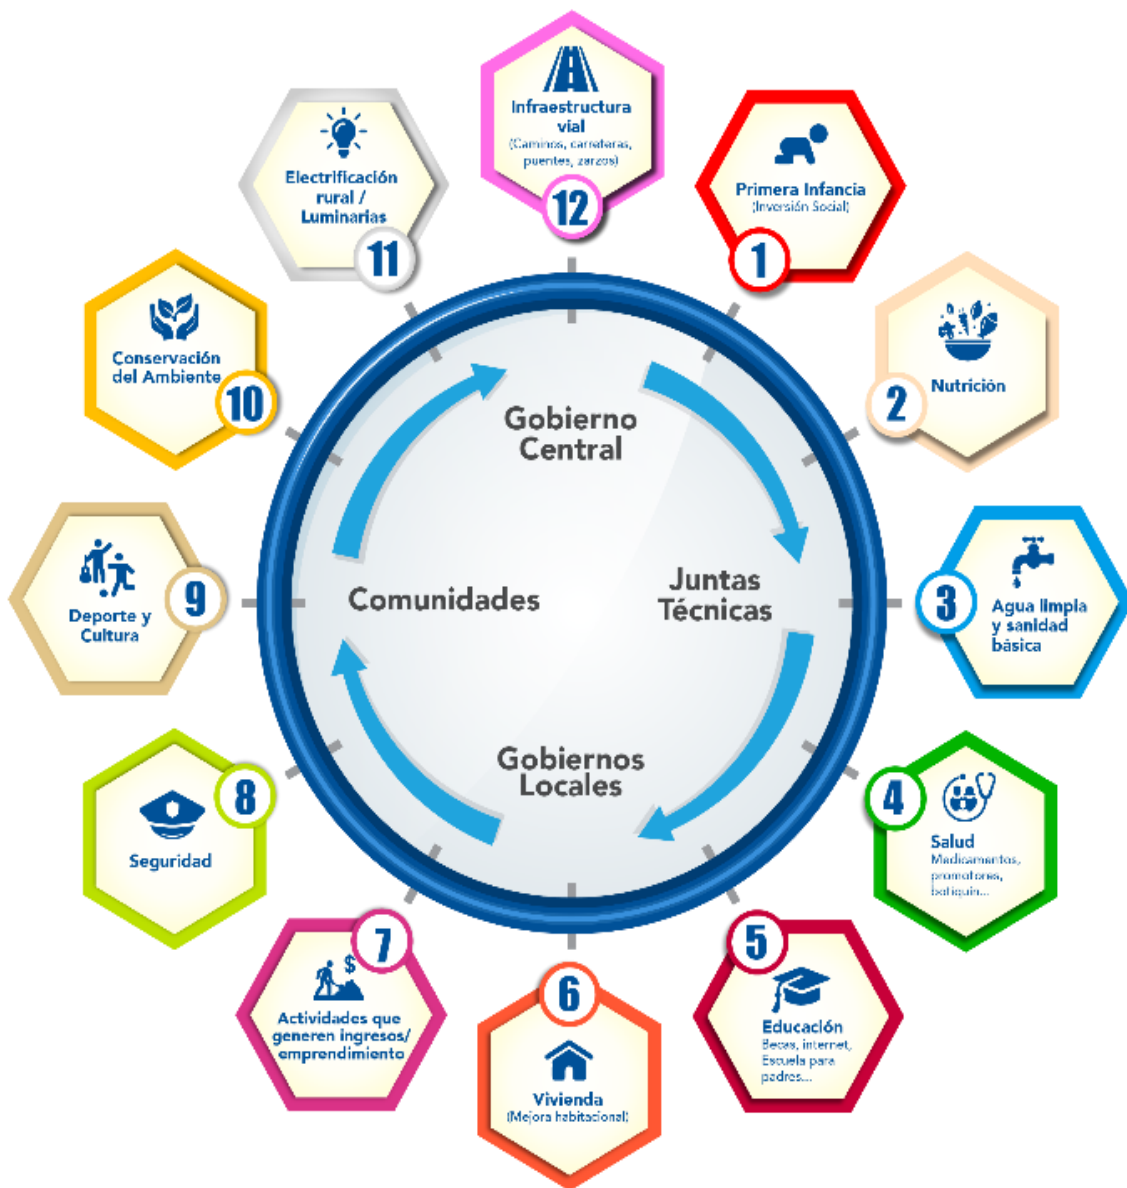 Infraestructura
vial
(Caminos, carreteras,
puentes, zarzos)
12
Primera Infancia
(Inversión Social)
1
Nutrición
2
Agua limpia
y sanidad
básica
3
Salud
Medicamentos,
promotores,
botiquín...
4
Educación
Becas, internet,
Escuela para
padres...
5
Vivienda
(Mejora habitacional)
6
$
Actividades que
generen ingresos/
emprendimiento
7
Seguridad
8
Deporte y
Cultura
9
Conservación
del Ambiente
10
Electrificación
rural /
Luminarias
11
Gobierno
Central
Juntas
Técnicas
Gobiernos
Locales
Comunidades